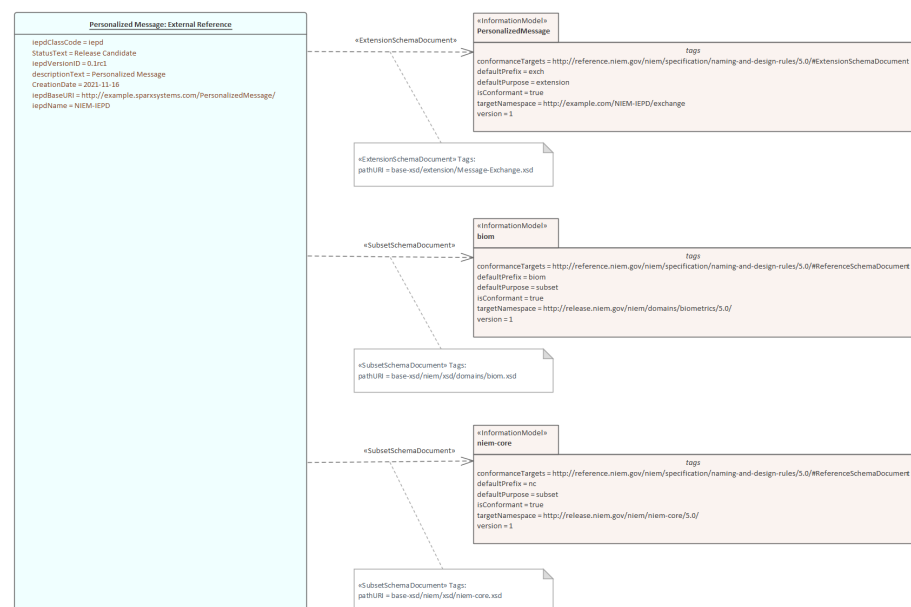 Personalized Message: External Reference
iepdClassCode = iepd
StatusText = Release Candidate
iepdVersionID = 0.1rc1
descriptionText = Personalized Message
CreationDate = 2021-11-16
iepdBaseURI = http://example.sparxsystems.com/PersonalizedMessage/
iepdName = NIEM-IEPD
«ExtensionSchemaDocument»
«InformationModel»
PersonalizedMessage
tags
conformanceTargets = http://reference.niem.gov/niem/specification/naming-and-design-rules/5.0/#ExtensionSchemaDocument
defaultPrefix = exch
defaultPurpose = extension
isConformant = true
targetNamespace = http://example.com/NIEM-IEPD/exchange
version = 1
«ExtensionSchemaDocument» Tags:
pathURI = base-xsd/extension/Message-Exchange.xsd
«SubsetSchemaDocument»
«InformationModel»
biom
tags
conformanceTargets = http://reference.niem.gov/niem/specification/naming-and-design-rules/5.0/#ReferenceSchemaDocument
defaultPrefix = biom
defaultPurpose = subset
isConformant = true
targetNamespace = http://release.niem.gov/niem/domains/biometrics/5.0/
version = 1
«SubsetSchemaDocument» Tags:
pathURI = base-xsd/niem/xsd/domains/biom.xsd
«SubsetSchemaDocument»
«InformationModel»
niem-core
tags
conformanceTargets = http://reference.niem.gov/niem/specification/naming-and-design-rules/5.0/#ReferenceSchemaDocument
defaultPrefix = nc
defaultPurpose = subset
isConformant = true
targetNamespace = http://release.niem.gov/niem/niem-core/5.0/
version = 1
«SubsetSchemaDocument» Tags:
pathURI = base-xsd/niem/xsd/niem-core.xsd